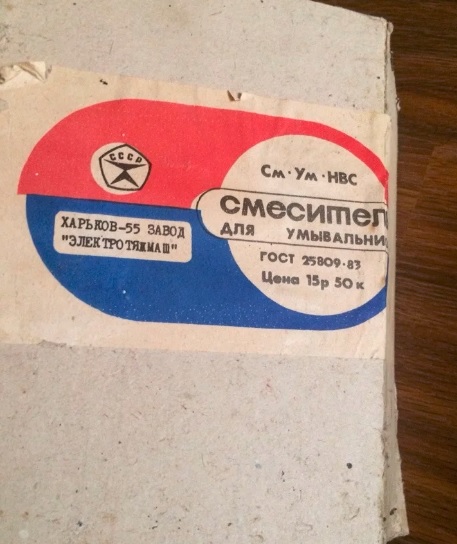 СССР
ХАРЬКОВ-55 ЗАВОД
"ЭЛЕКТРОТЯЖМАШ"
См·Ум·НВС
смесител
для умывальни
ГОСТ 25809·83
Цена 15р 50к